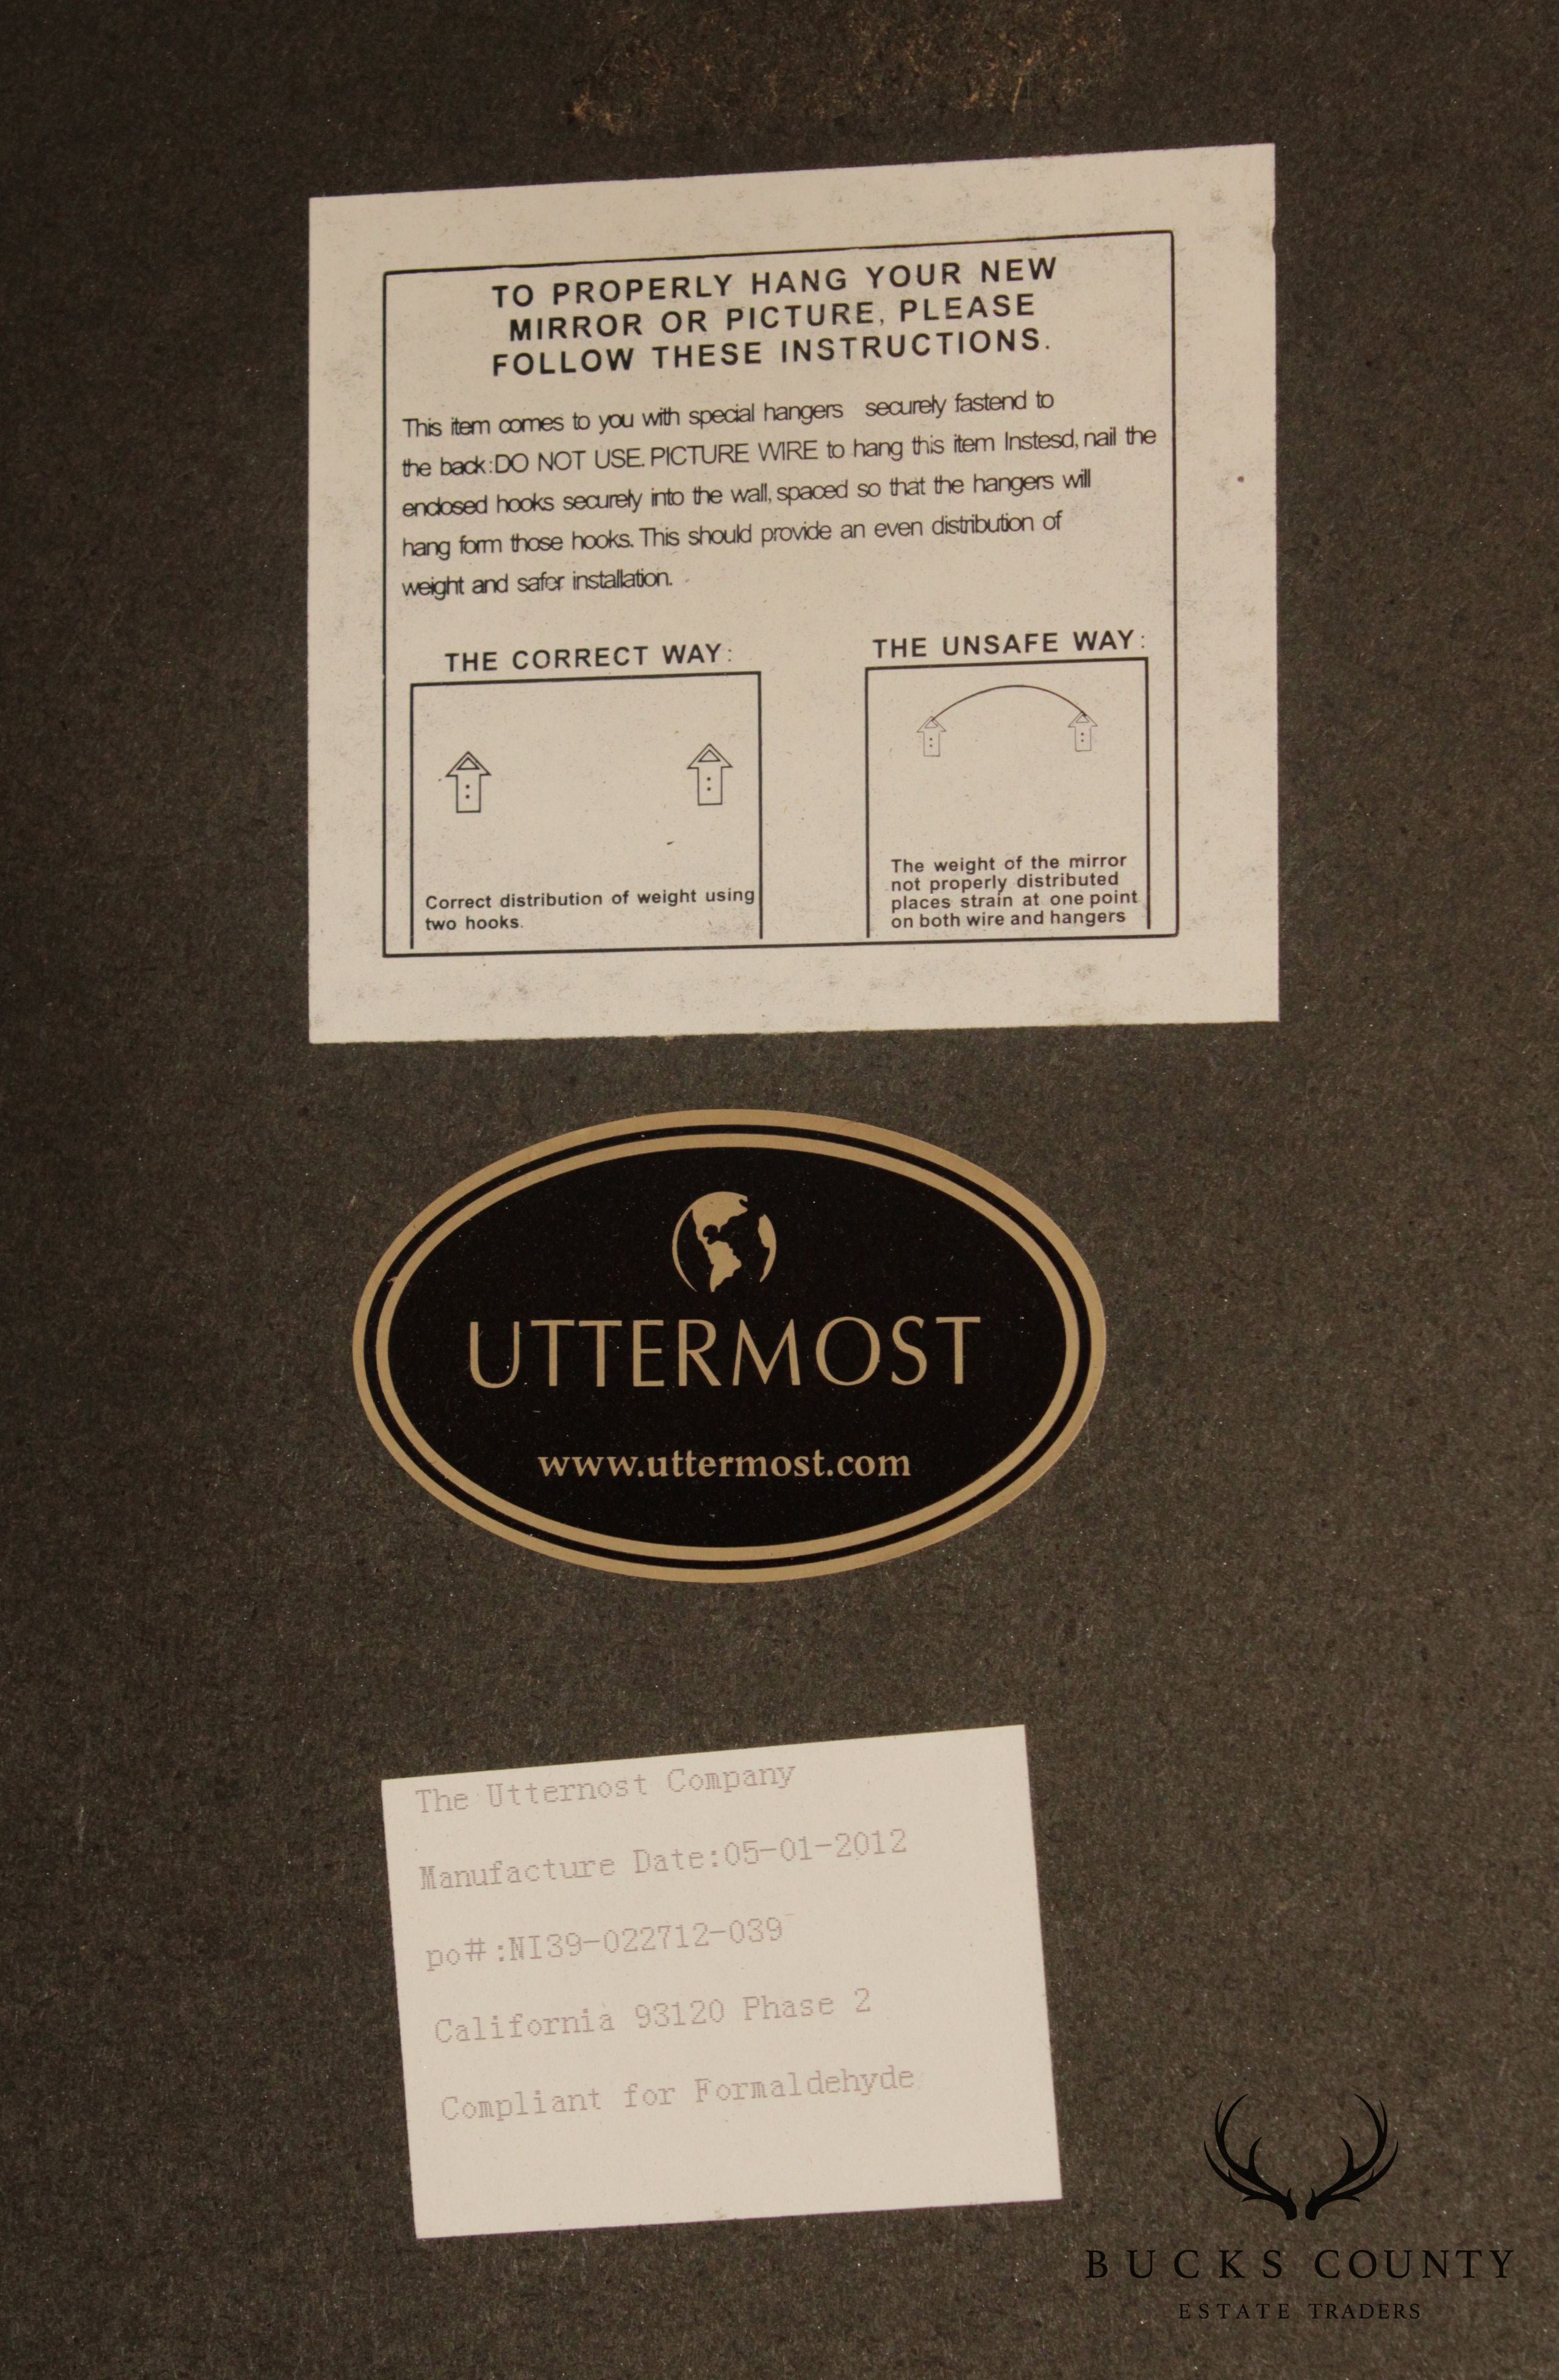 TO PROPERLY HANG YOUR NEW
MIRROR OR PICTURE, PLEASE
FOLLOW THESE INSTRUCTIONS.
This item comes to you with special hangers securely fastend to
the back:DO NOT USE. PICTURE WIRE to hang this item Instesd, nail the
enclosed hooks securely into the wall, spaced so that the hangers will
hang form those hooks. This should provide an even distribution of
weight and safer installation.
THE CORRECT WAY:
Correct distribution of weight using
two hooks.
THE UNSAFE WAY:
The weight of the mirror
not properly distributed
places strain at one point
on both wire and hangers
UTTERMOST
www.uttermost.com
The Utternost Company
Manufacture Date:05-01-2012
po#:NI39-022712-039
California 93120 Phase 2
Compliant for Formaldehyde
BUCKS COUNTY
ESTATE TRADERS